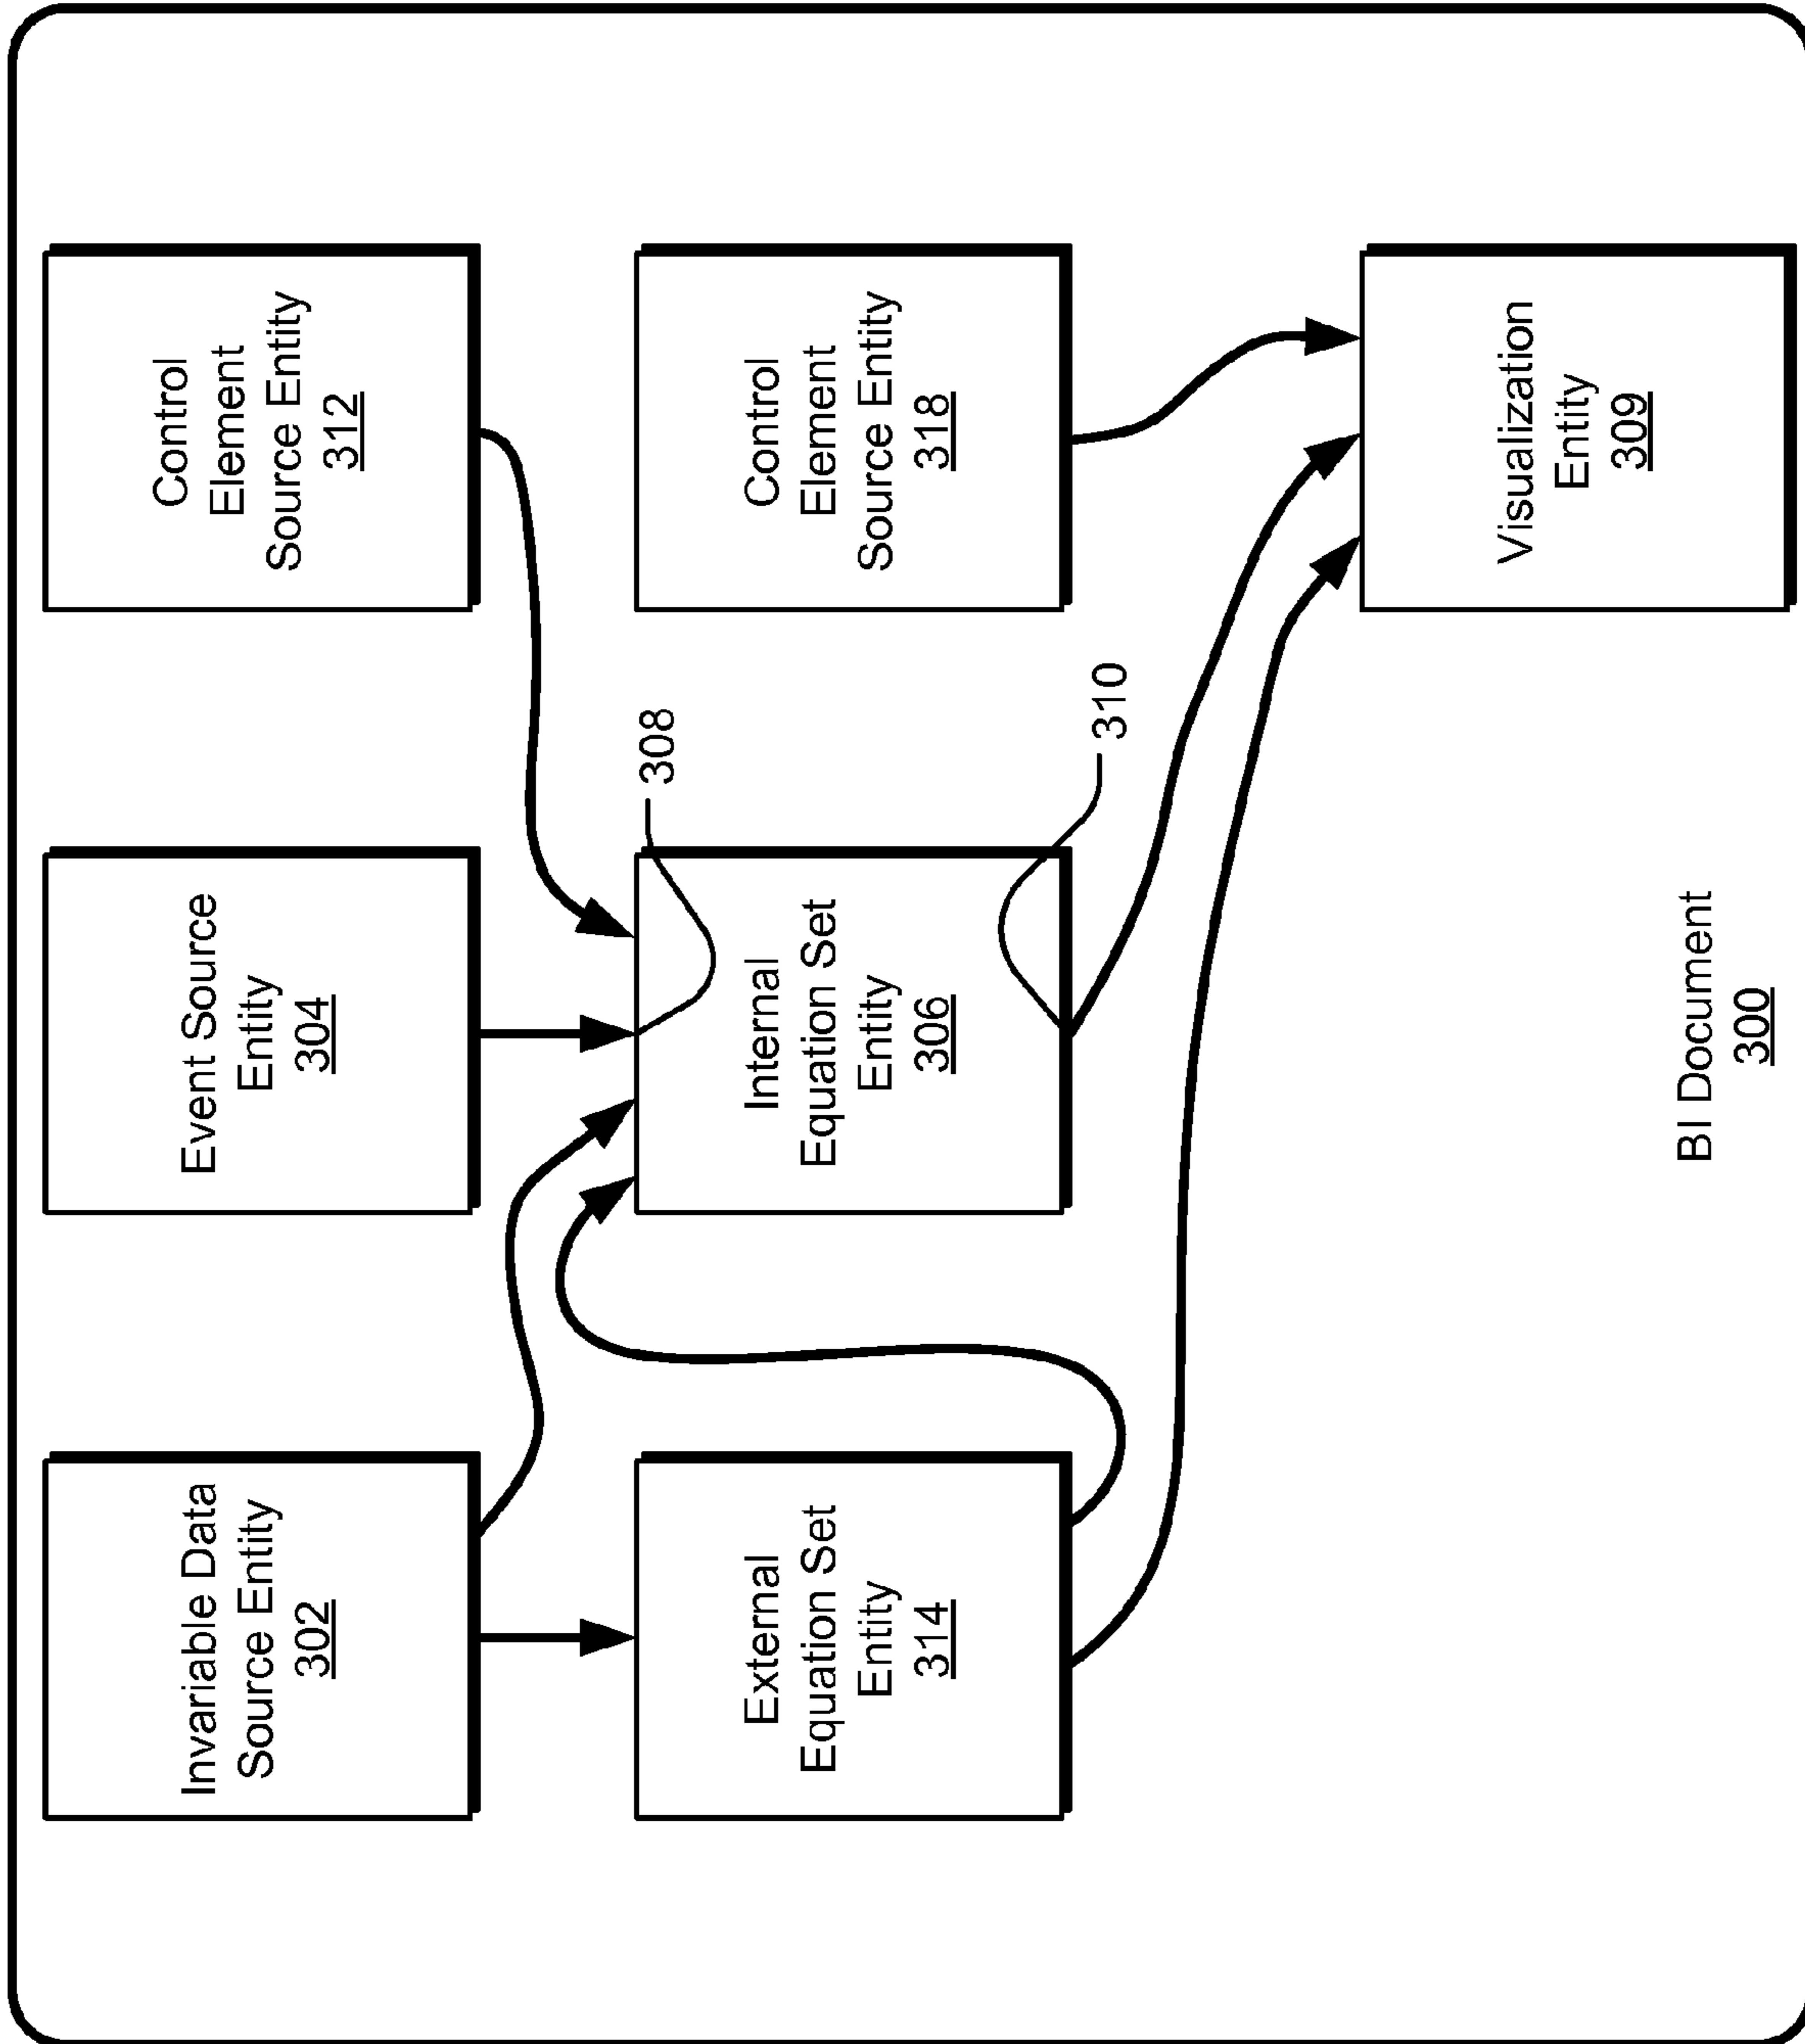 Invariable Data
Source Entity
302
Event Source
Entity
304
Control
Element
Source Entity
312
External
Equation Set
Entity
314
Internal
Equation Set
Entity
306
308
Control
Element
Source Entity
318
310
Visualization
Entity
309
BI Document
300